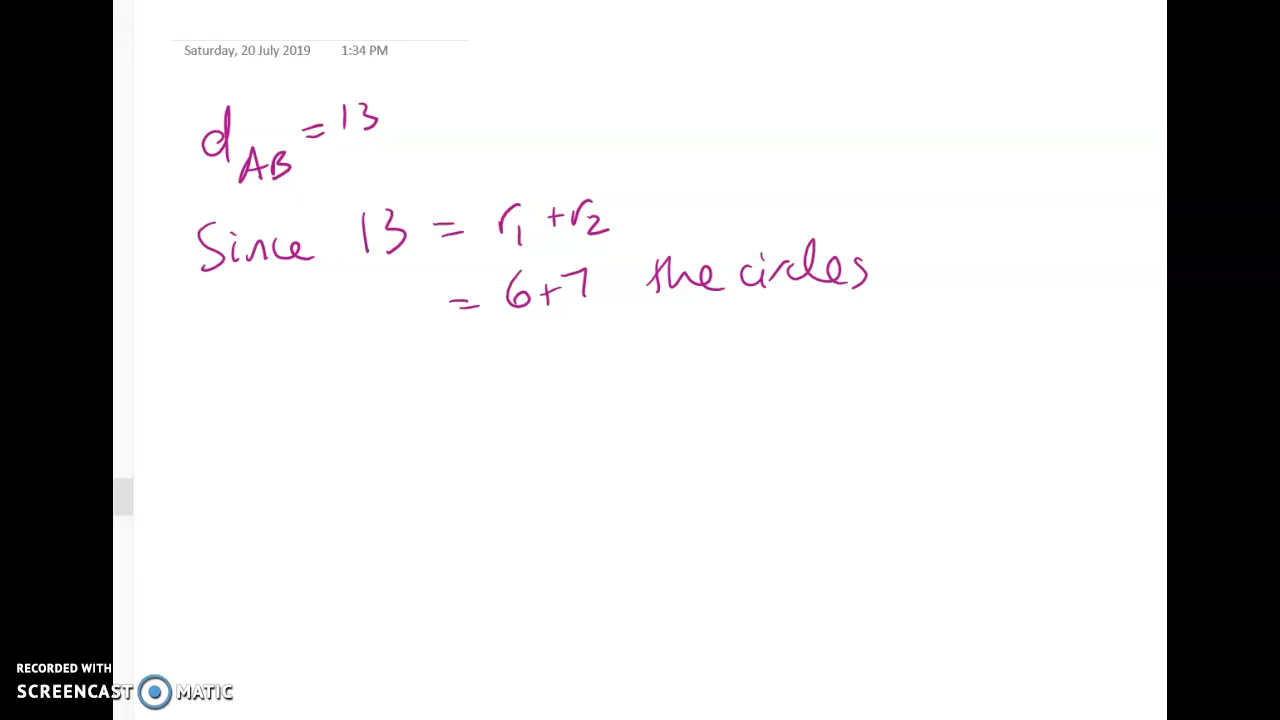 Saturday, 20 July 2019 1:34 PM
d_AB = 13
Since 13 = r₁ + r₂
= 6+7 the circles
RECORDED WITH
SCREENCAST MATIC